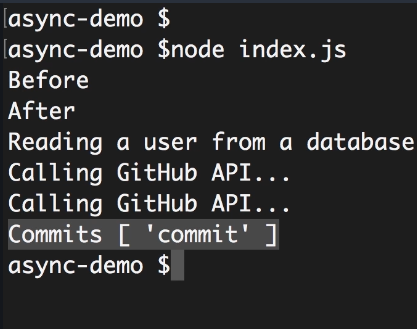 async-demo $
async-demo $node index.js
Before
After
Reading a user from a database
Calling GitHub API...
Calling GitHub API...
Commits [ 'commit' ]
async-demo $